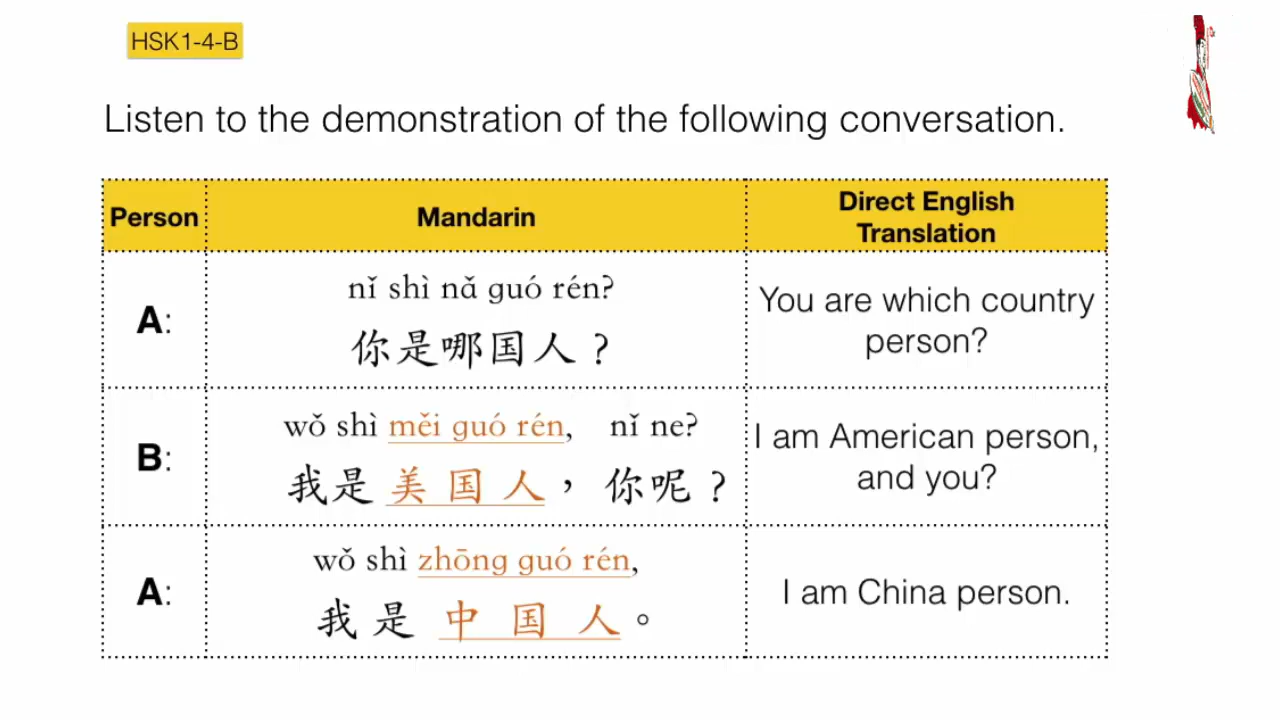 HSK1-4-B
Listen to the demonstration of the following conversation.
Person
Mandarin
Direct English
Translation
A:
nǐ shì nǎ guó rén?
你是哪国人？
You are which country
person?
B:
wǒ shì měi guó rén, nǐ ne?
我是美国人，你呢？
I am American person,
and you?
A:
wǒ shì zhōng guó rén,
我是中国人。
I am China person.